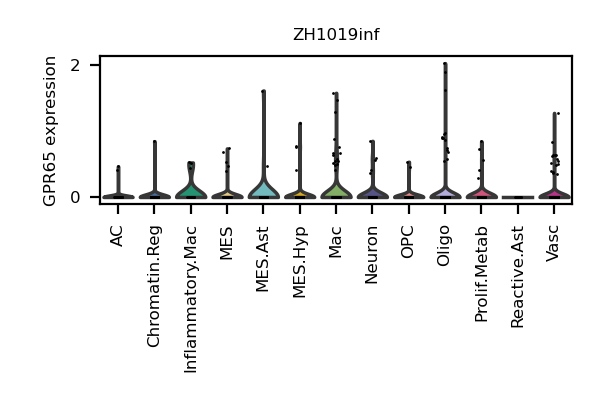 ZH1019inf
GPR65 expression
2
0
AC
Chromatin.Reg
Inflammatory.Mac
MES
MES.Ast
MES.Hyp
Mac
Neuron
OPC
Oligo
Prolif.Metab
Reactive.Ast
Vasc